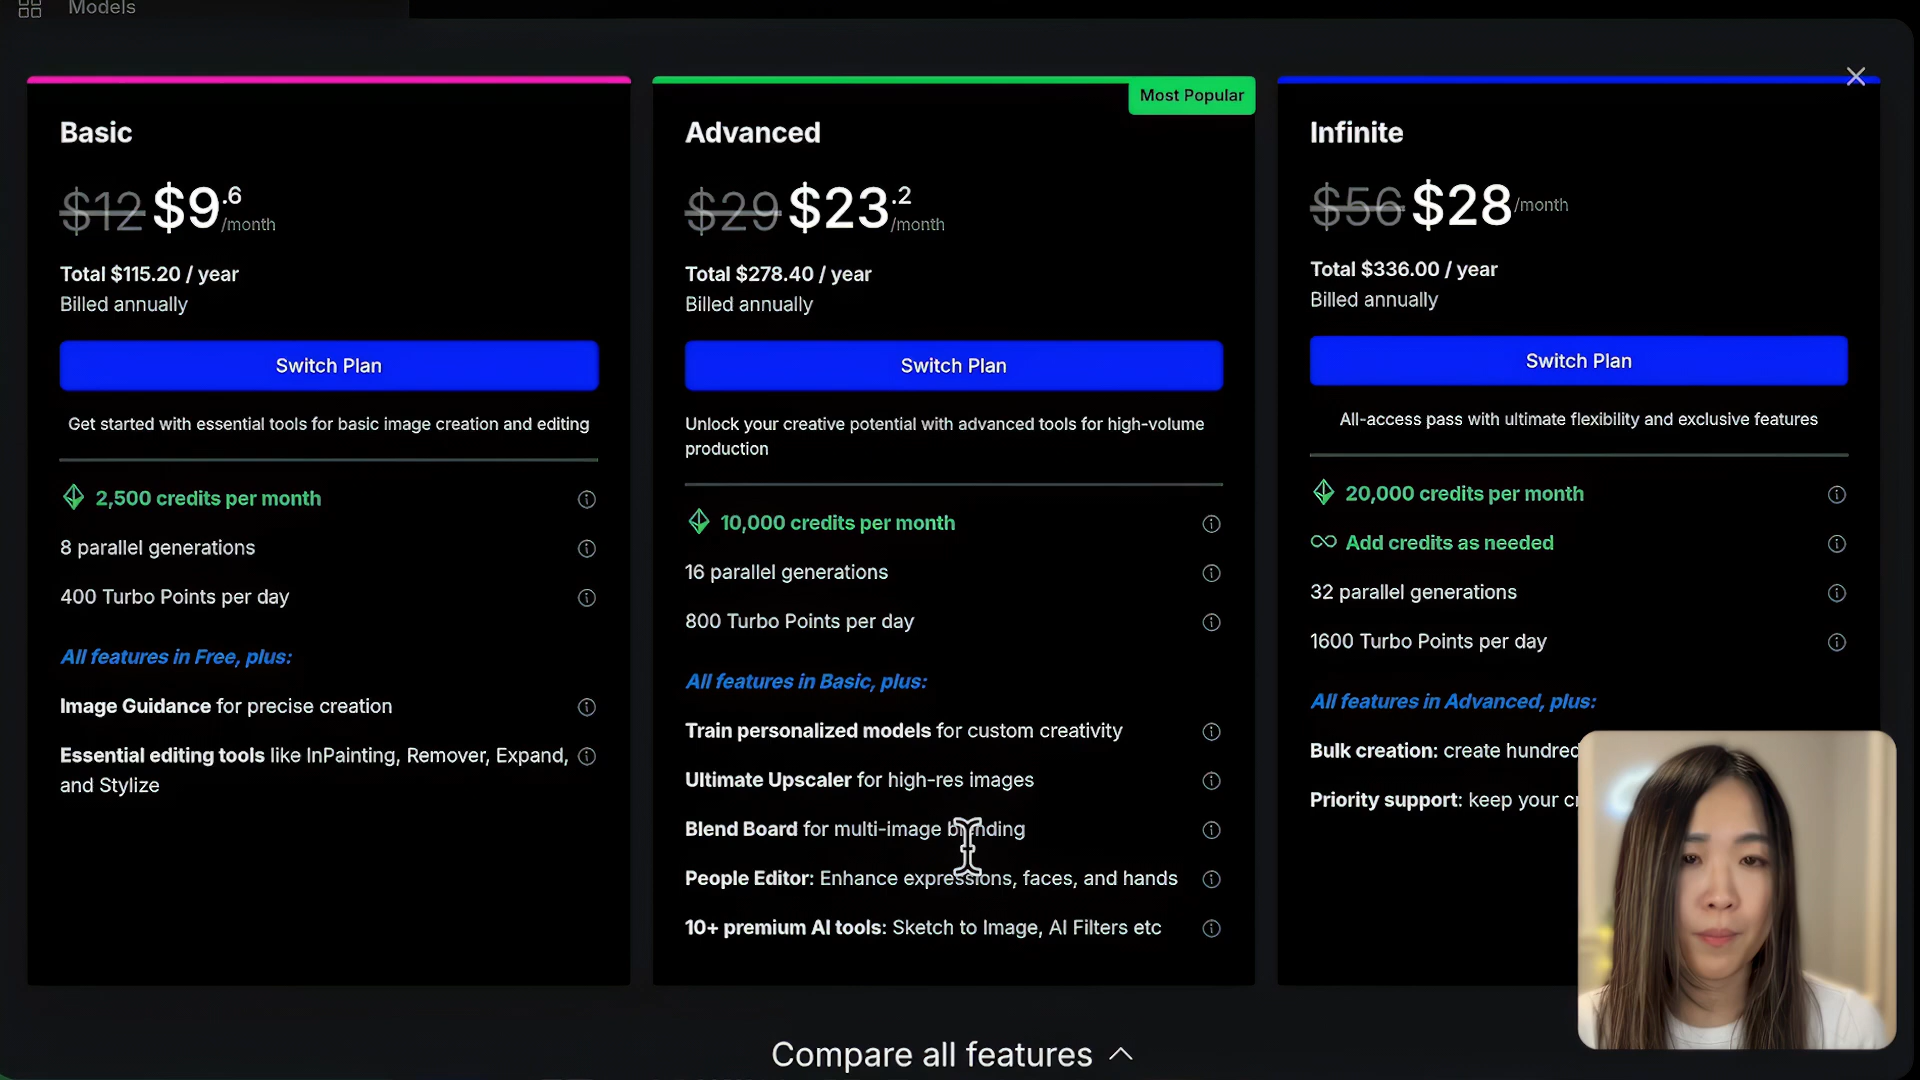 Models
Basic
$12 $9.6 /month
Total $115.20 / year
Billed annually
Switch Plan
Get started with essential tools for basic image creation and editing
2,500 credits per month
8 parallel generations
400 Turbo Points per day
All features in Free, plus:
Image Guidance for precise creation
Essential editing tools like InPainting, Remover, Expand,
and Stylize
Most Popular
Advanced
$29 $23.2 /month
Total $278.40 / year
Billed annually
Switch Plan
Unlock your creative potential with advanced tools for high-volume
production
10,000 credits per month
16 parallel generations
800 Turbo Points per day
All features in Basic, plus:
Train personalized models for custom creativity
Ultimate Upscaler for high-res images
Blend Board for multi-image blending
People Editor: Enhance expressions, faces, and hands
10+ premium AI tools: Sketch to Image, AI Filters etc
Infinite
$56 $28 /month
Total $336.00 / year
Billed annually
Switch Plan
All-access pass with ultimate flexibility and exclusive features
20,000 credits per month
Add credits as needed
32 parallel generations
1600 Turbo Points per day
All features in Advanced, plus:
Bulk creation: create
Priority support: keep your
Compare all features